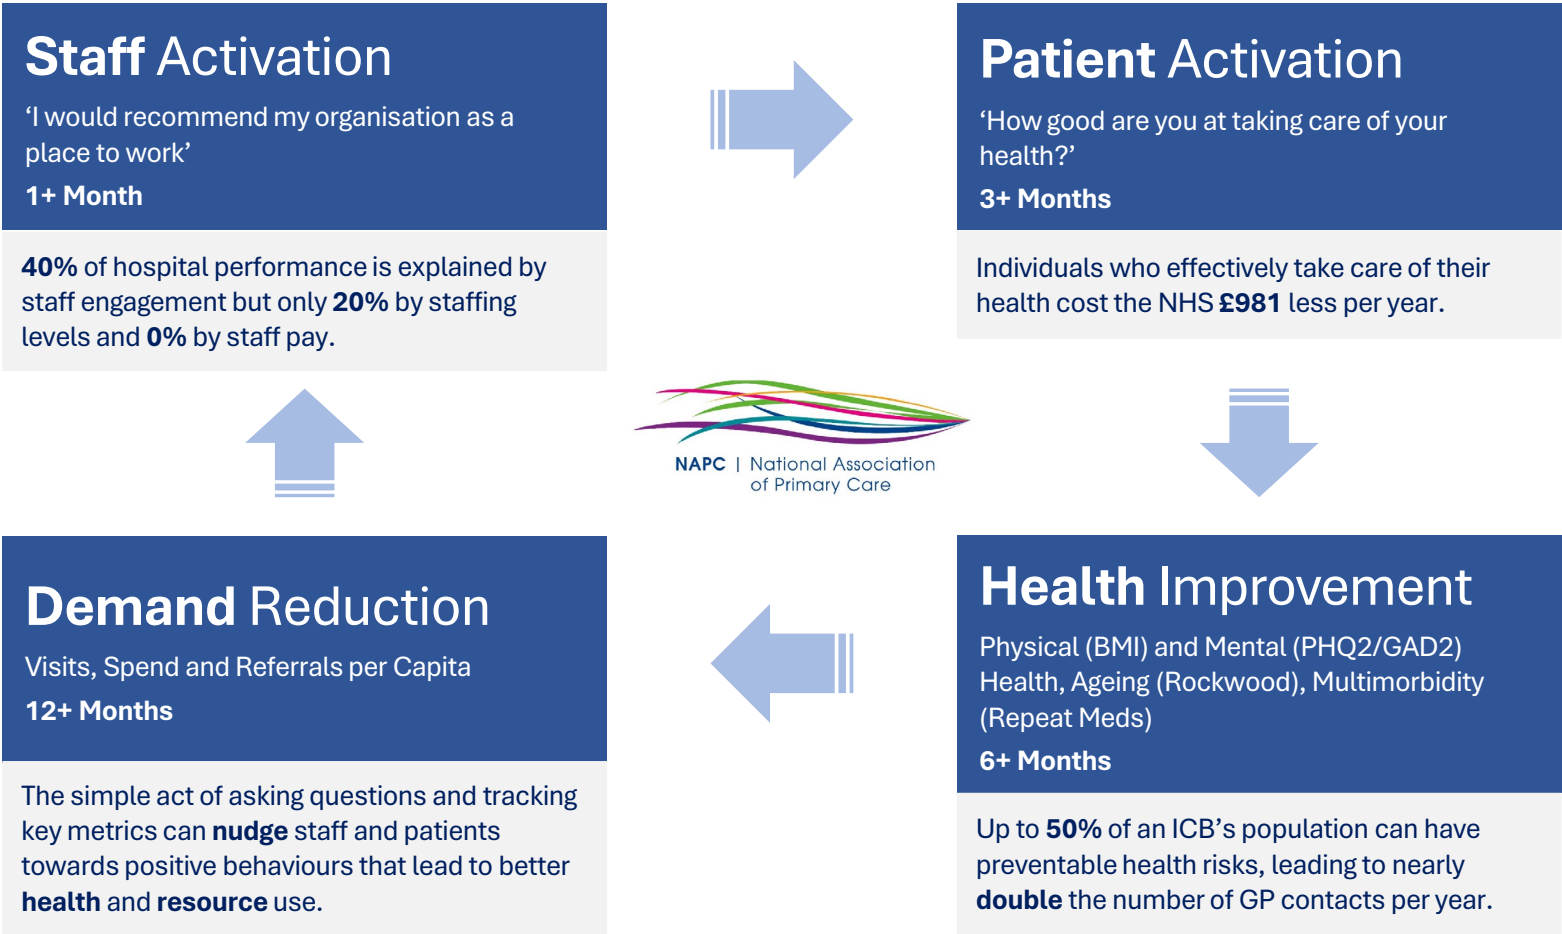 Staff Activation
‘I would recommend my organisation as a
place to work’
1+ Month
40% of hospital performance is explained by
staff engagement but only 20% by staffing
levels and 0% by staff pay.
Patient Activation
‘How good are you at taking care of your
health?’
3+ Months
Individuals who effectively take care of their
health cost the NHS £981 less per year.
NAPC | National Association
of Primary Care
Demand Reduction
Visits, Spend and Referrals per Capita
12+ Months
The simple act of asking questions and tracking
key metrics can nudge staff and patients
towards positive behaviours that lead to better
health and resource use.
Health Improvement
Physical (BMI) and Mental (PHQ2/GAD2)
Health, Ageing (Rockwood), Multimorbidity
(Repeat Meds)
6+ Months
Up to 50% of an ICB’s population can have
preventable health risks, leading to nearly
double the number of GP contacts per year.